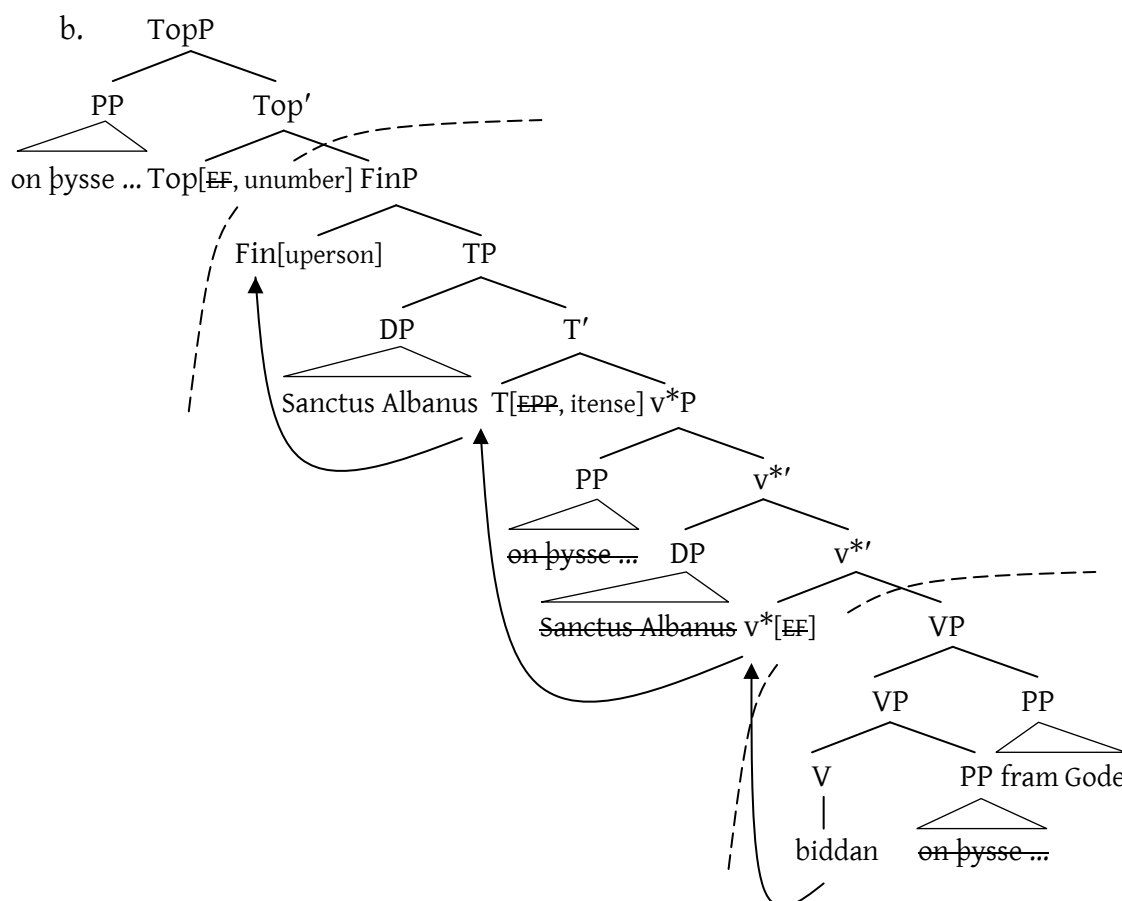 b. TopP
PP Top′
on þysse ... Top[EF, unumber] FinP
Fin[uperson] TP
DP T′
Sanctus Albanus T[EPP, itense] v*P
PP v*′
on þysse ... DP v*′
Sanctus Albanus v*[EF] VP
VP PP
V PP fram Gode
biddan on þysse ...